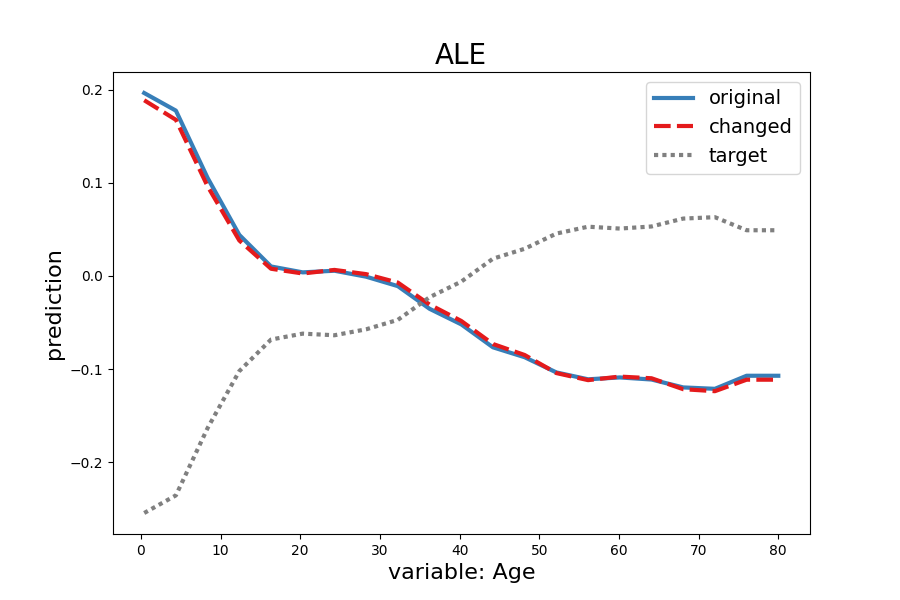 ALE
original
changed
target
prediction
0.2
0.1
0.0
−0.1
−0.2
0 10 20 30 40 50 60 70 80
variable: Age